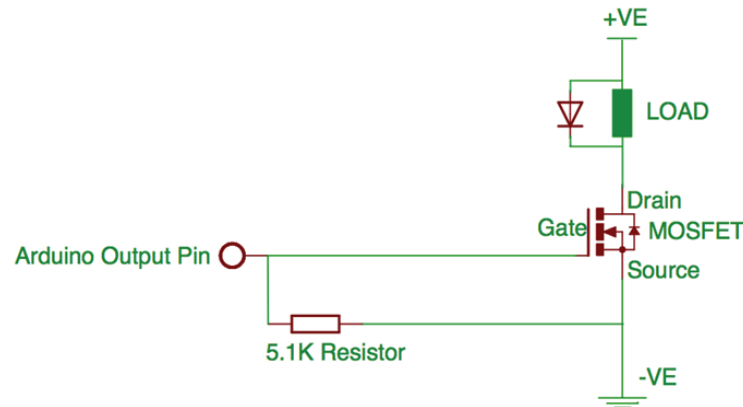 +VE
LOAD
Drain
Gate
MOSFET
Arduino Output Pin
Source
5.1K Resistor
-VE